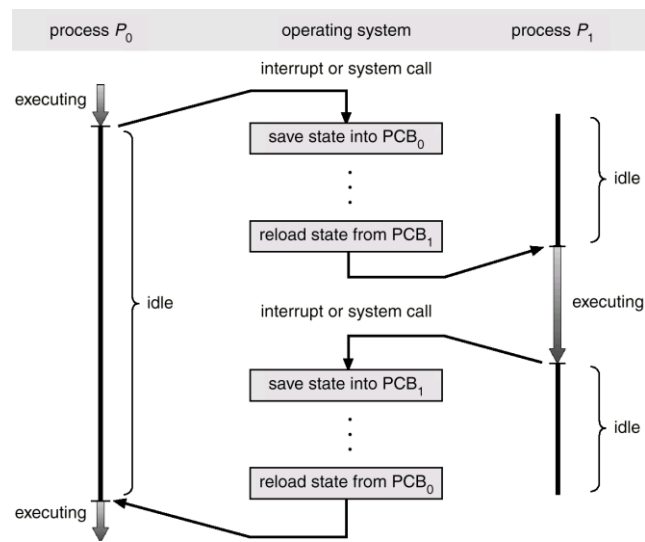 process P₀ operating system process P₁
interrupt or system call
executing
save state into PCB₀
idle
reload state from PCB₁
idle
executing
interrupt or system call
save state into PCB₁
idle
reload state from PCB₀
executing